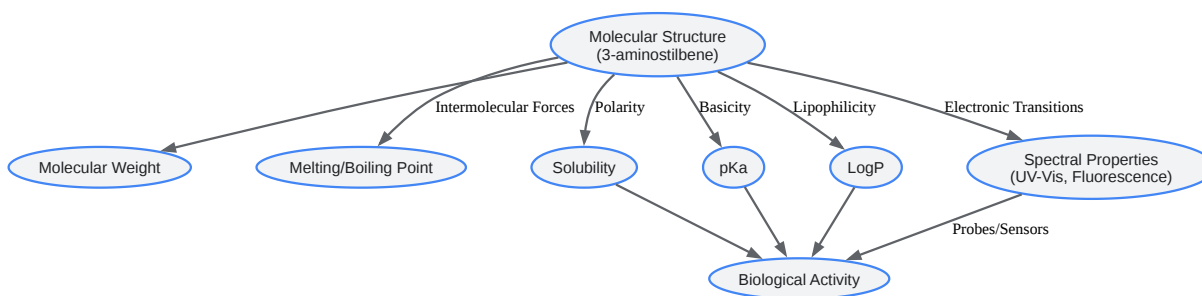 Molecular Structure
(3-aminostilbene)
Intermolecular Forces
Polarity
Basicity
Lipophilicity
Electronic Transitions
Molecular Weight
Melting/Boiling Point
Solubility
pKa
LogP
Spectral Properties
(UV-Vis, Fluorescence)
Probes/Sensors
Biological Activity